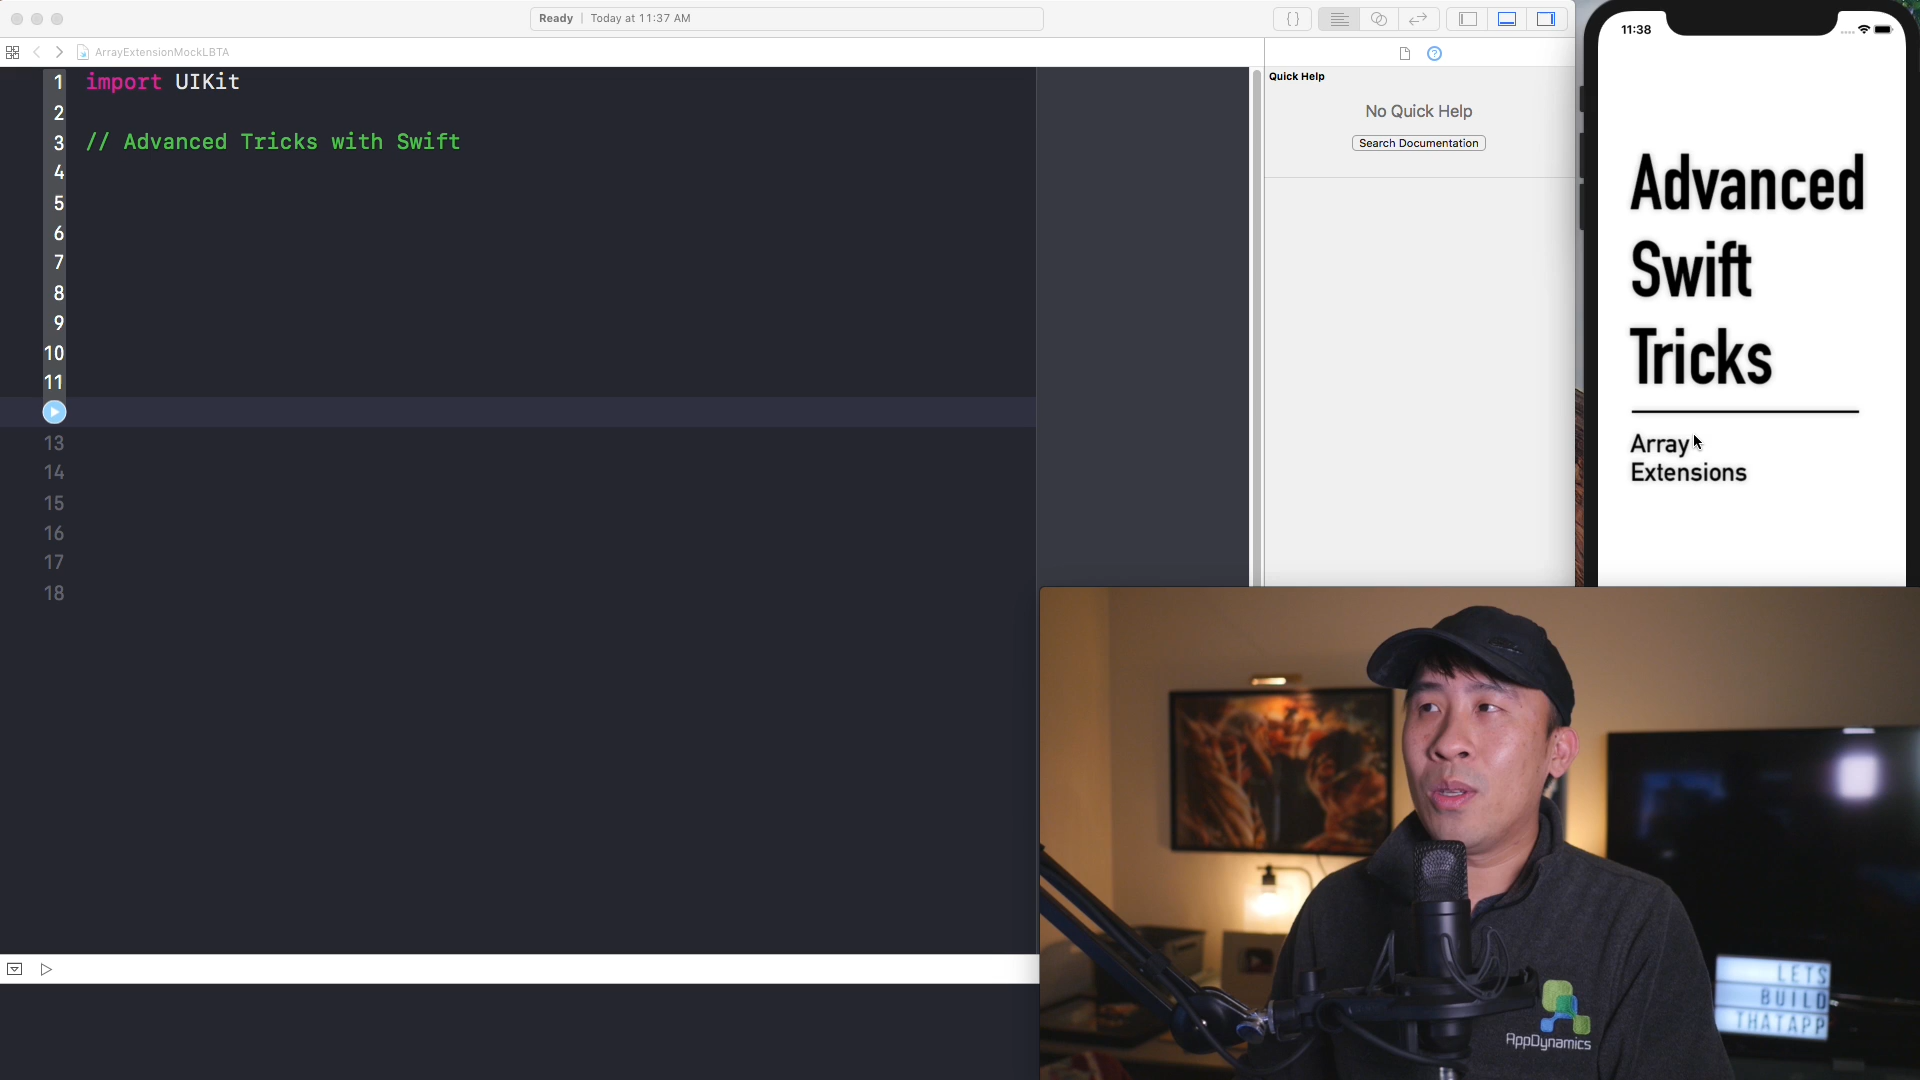 Ready | Today at 11:37 AM
{ }
ArrayExtensionMockLBTA
1 import UIKit
2
3 // Advanced Tricks with Swift
4
5
6
7
8
9
10
11
13
14
15
16
17
18
Quick Help
No Quick Help
Search Documentation
11:38
Advanced
Swift
Tricks
Array
Extensions
AppDynamics
LETS
BUILD
THATAPP